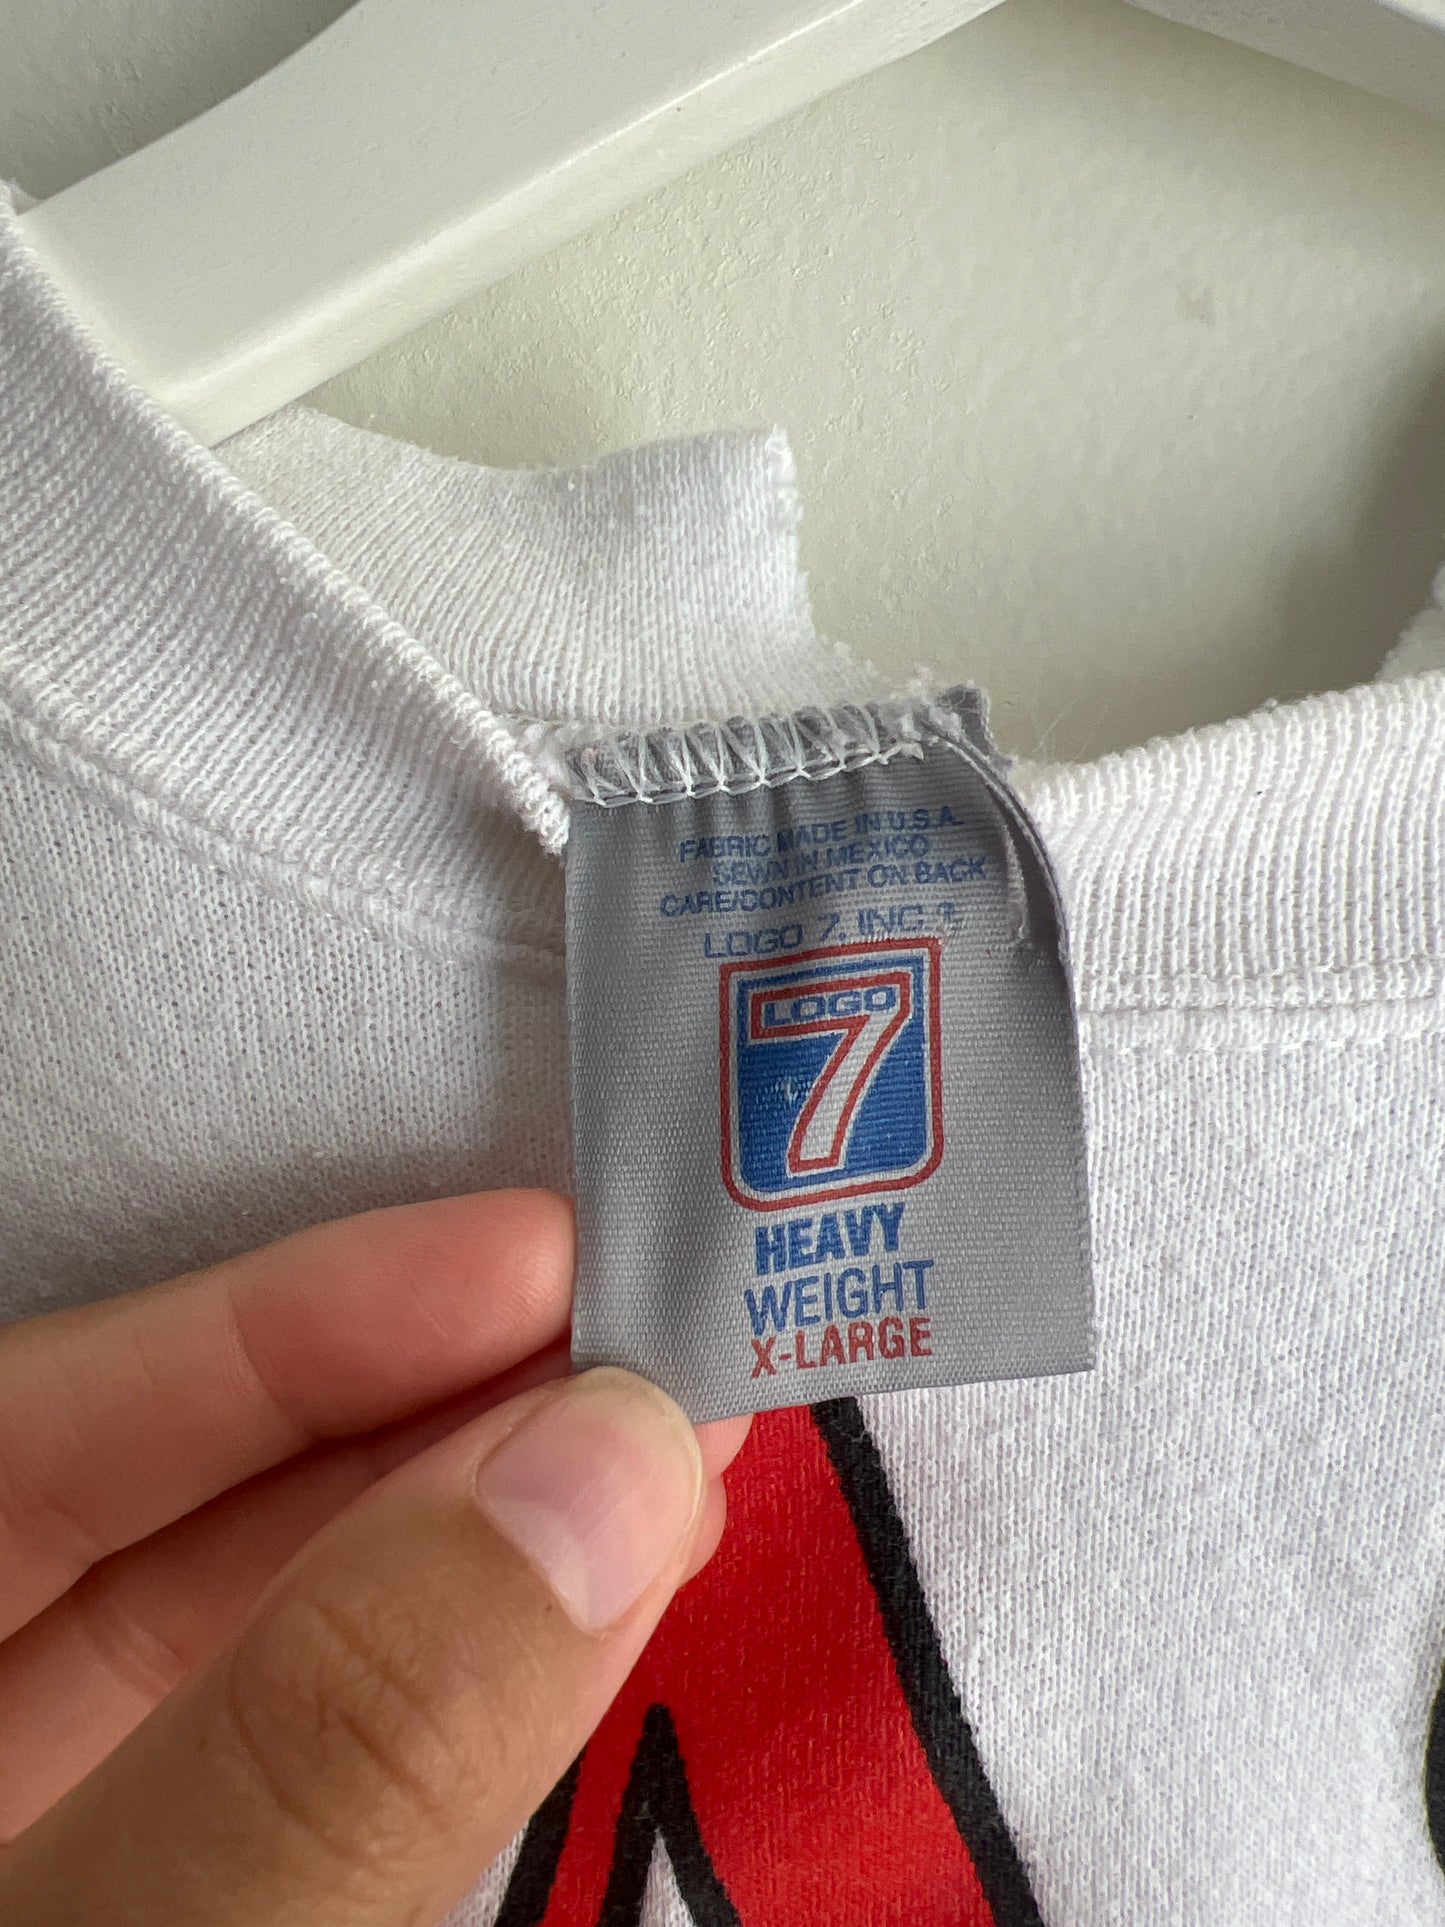 FABRIC MADE IN U.S.A.
SEWN IN MEXICO
CARE/CONTENT ON BACK
LOGO 7, INC.
LOGO
7
HEAVY
WEIGHT
X-LARGE